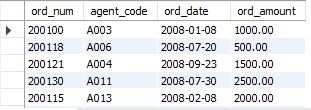 ord_num agent_code ord_date ord_amount
200100 A003 2008-01-08 1000.00
200118 A006 2008-07-20 500.00
200121 A004 2008-09-23 1500.00
200130 A011 2008-07-30 2500.00
200115 A013 2008-02-08 2000.00